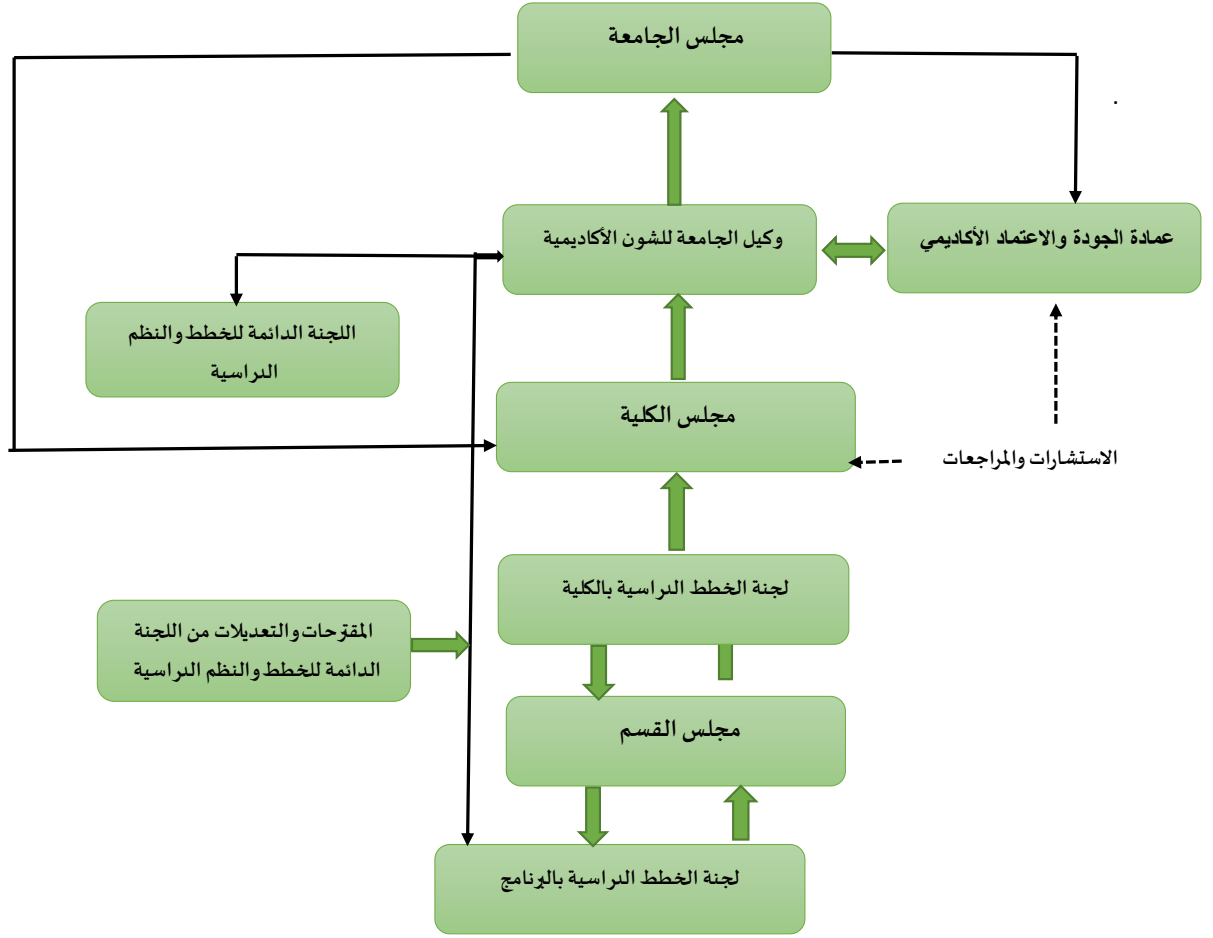 مجلس الجامعة
.
عمادة الجودة والاعتماد الأكاديمي
وكيل الجامعة للشون الأكاديمية
اللجنة الدائمة للخطط والنظم
الدراسية
مجلس الكلية
الاستشارات والمراجعات
لجنة الخطط الدراسية بالكلية
المقترحات والتعديلات من اللجنة
الدائمة للخطط والنظم الدراسية
مجلس القسم
لجنة الخطط الدراسية بالبرنامج